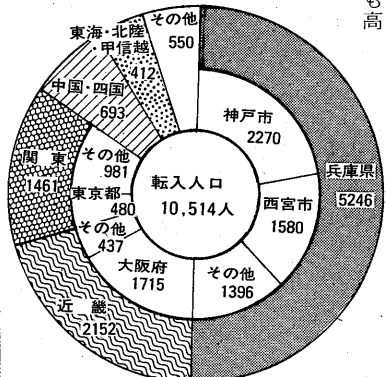 も高
東海・北陸
・甲信越
412
その他
550
中国・四国
693
関東
1461
近畿
2152
兵庫県
5246
神戸市
2270
西宮市
1580
その他
1396
大阪府
1715
その他
437
東京都
480
その他
981
転入人口
10,514人